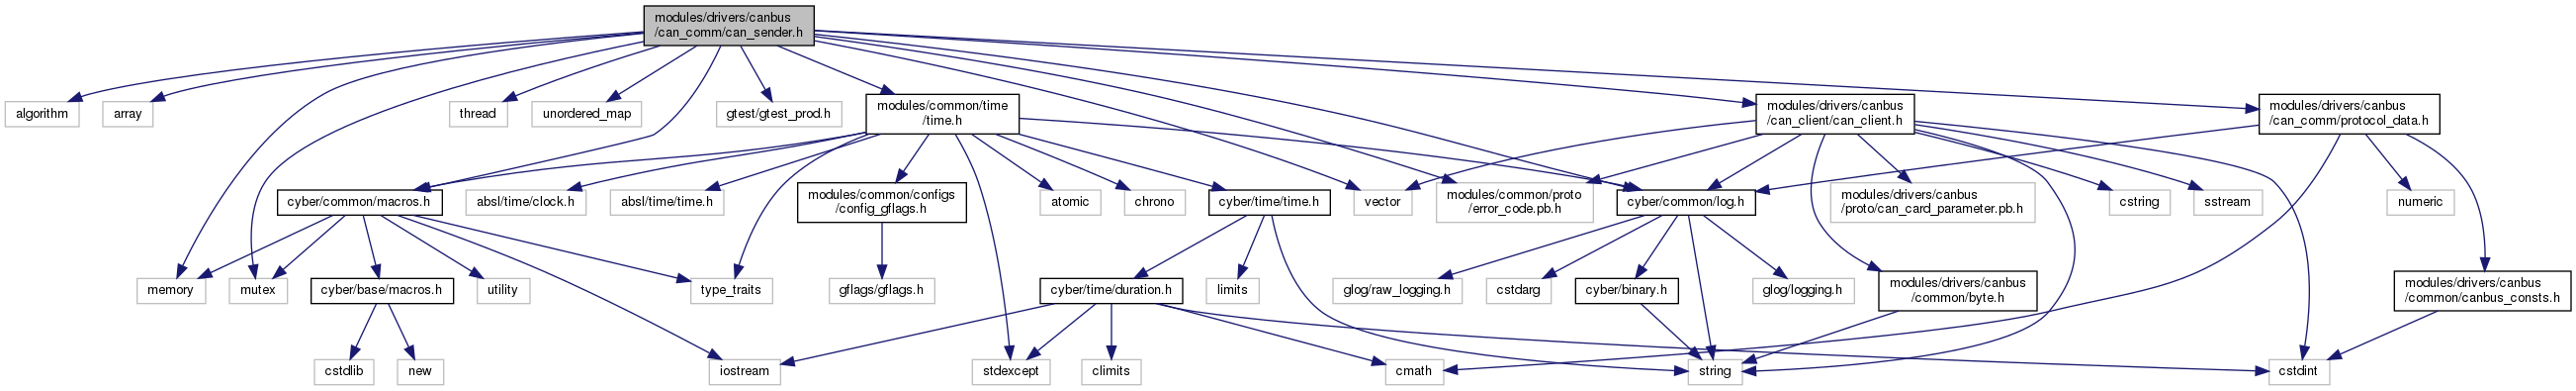 modules/drivers/canbus
/can_comm/can_sender.h
algorithm
array
thread
unordered_map
gtest/gtest_prod.h
modules/common/time
/time.h
modules/drivers/canbus
/can_client/can_client.h
modules/drivers/canbus
/can_comm/protocol_data.h
cyber/common/macros.h
absl/time/clock.h
absl/time/time.h
modules/common/configs
/config_gflags.h
atomic
chrono
cyber/time/time.h
vector
modules/common/proto
/error_code.pb.h
cyber/common/log.h
modules/drivers/canbus
/proto/can_card_parameter.pb.h
cstring
sstream
numeric
memory
mutex
cyber/base/macros.h
utility
type_traits
gflags/gflags.h
cyber/time/duration.h
limits
glog/raw_logging.h
cstdarg
cyber/binary.h
glog/logging.h
modules/drivers/canbus
/common/byte.h
modules/drivers/canbus
/common/canbus_consts.h
cstdlib
new
iostream
stdexcept
climits
cmath
string
cstdint